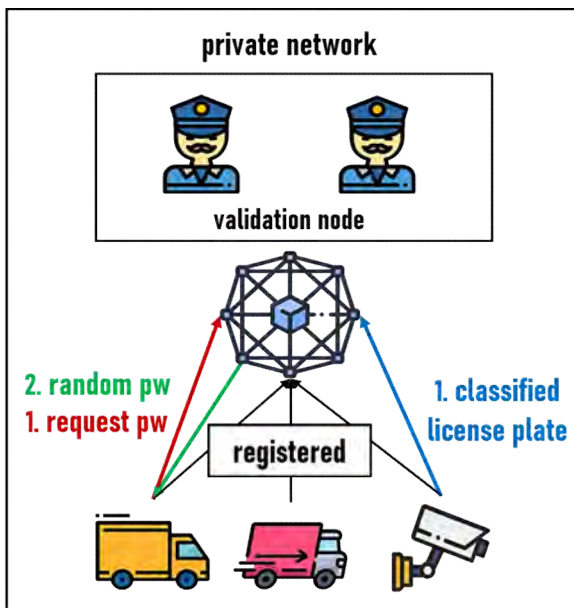 private network
validation node
2. random pw
1. request pw
1. classified
license plate
registered